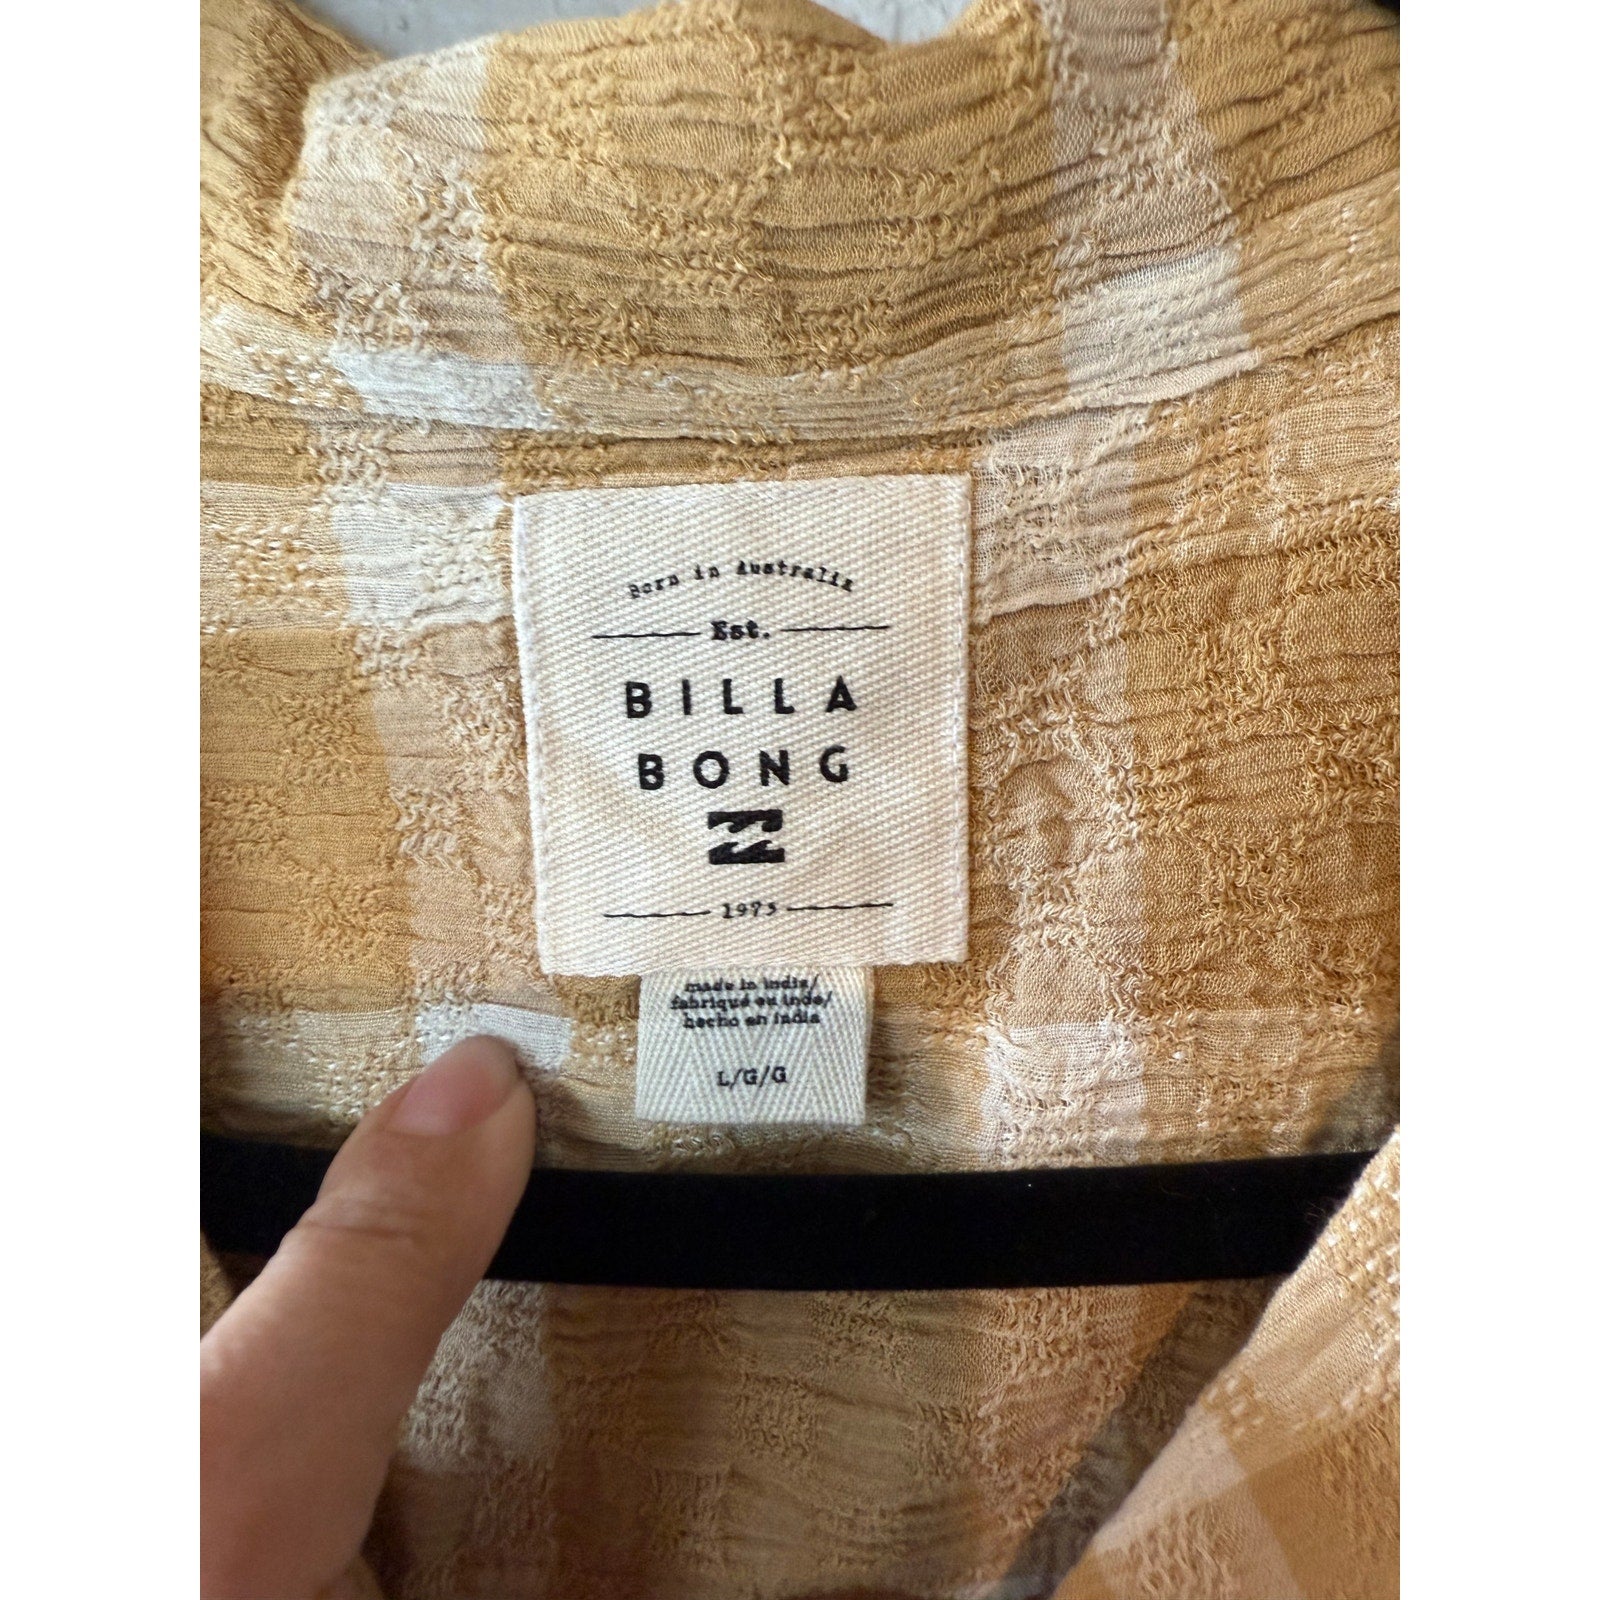 Born in Australia
Est.
BILLA
BONG
1973
made in india/
fabriqué en inde/
hecho en india
L/G/G